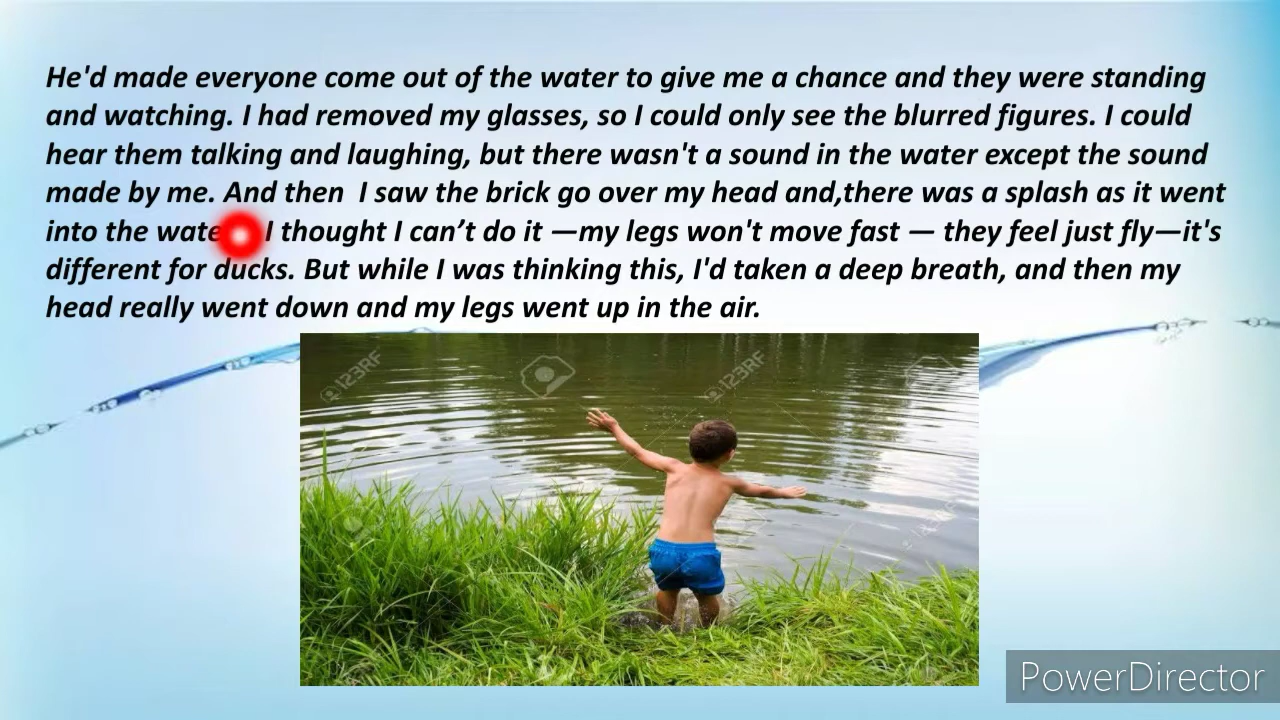 He'd made everyone come out of the water to give me a chance and they were standing
and watching. I had removed my glasses, so I could only see the blurred figures. I could
hear them talking and laughing, but there wasn't a sound in the water except the sound
made by me. And then  I saw the brick go over my head and,there was a splash as it went
into the wate I thought I can’t do it —my legs won't move fast — they feel just fly—it's
different for ducks. But while I was thinking this, I'd taken a deep breath, and then my
head really went down and my legs went up in the air.
123RF
123RF
PowerDirector